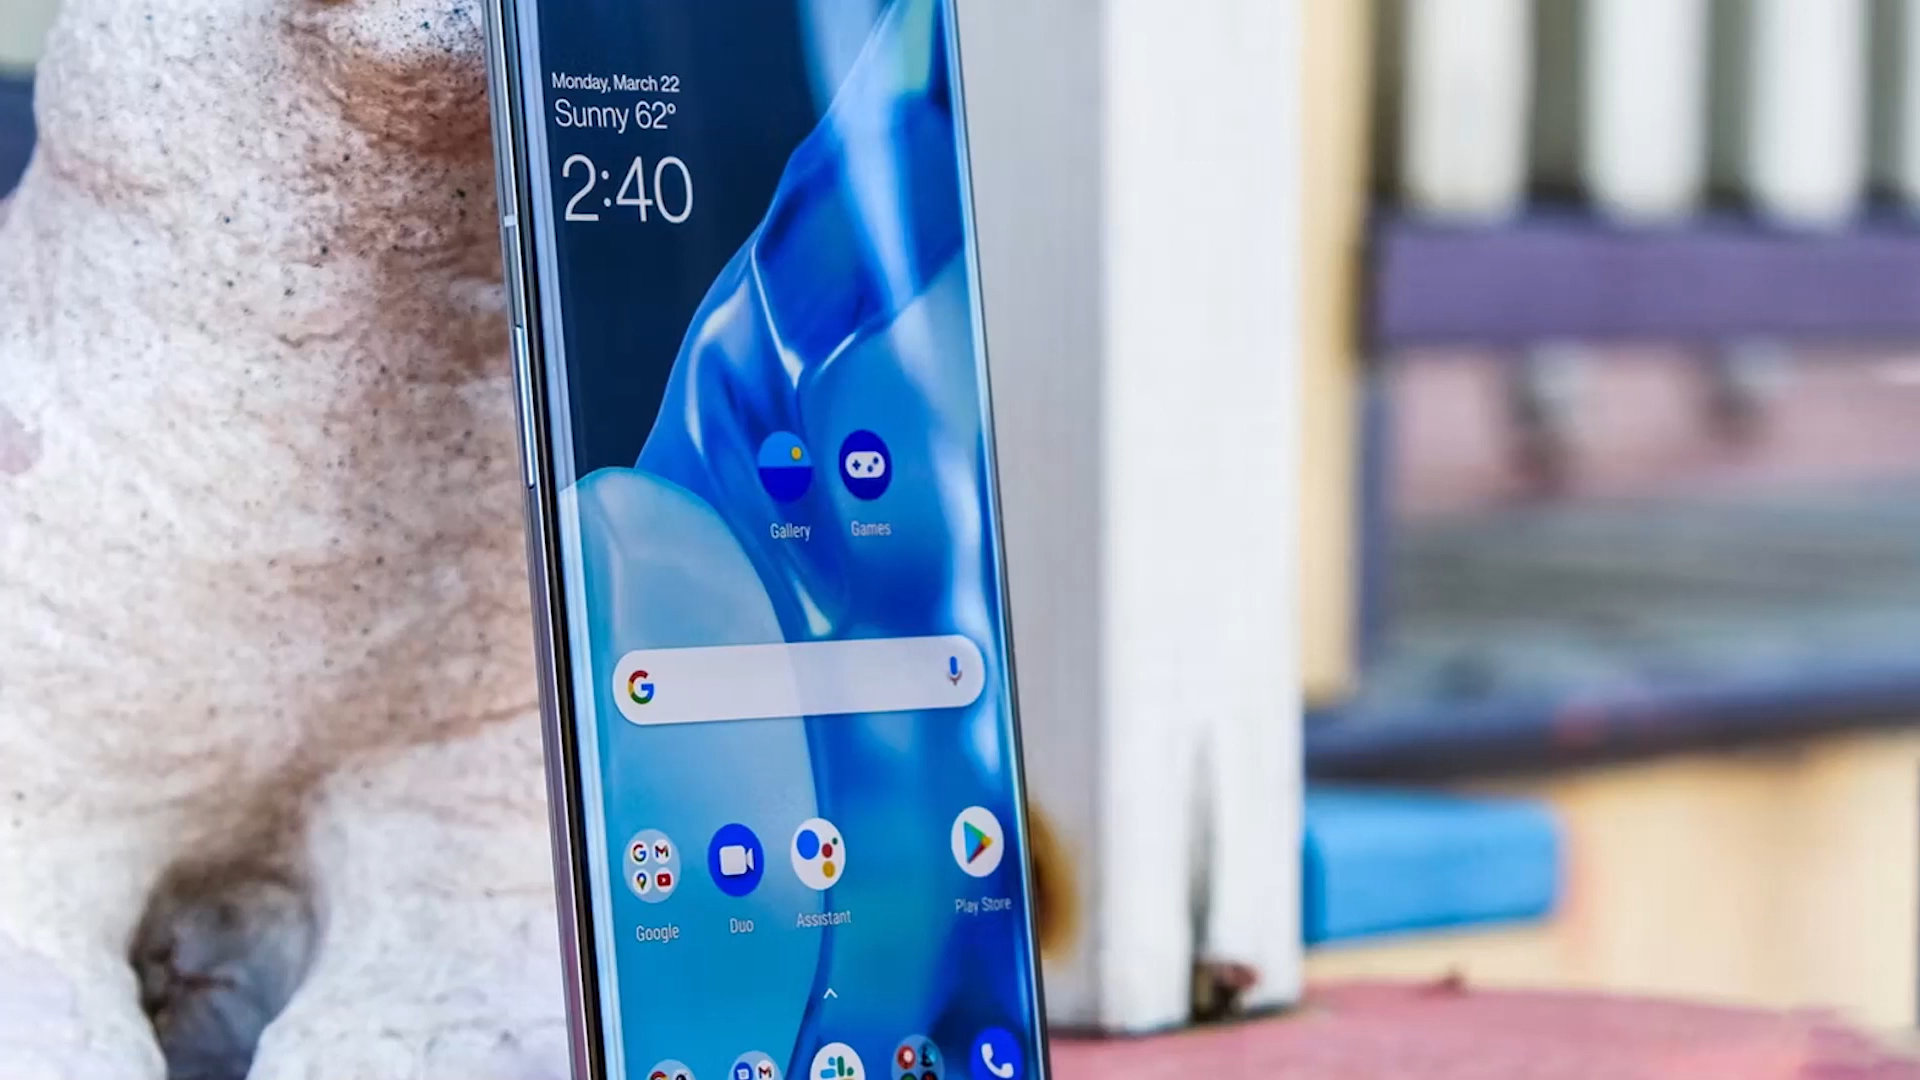 Monday, March 22
Sunny 62°
2:40
Gallery Games
Google Duo Assistant Play Store